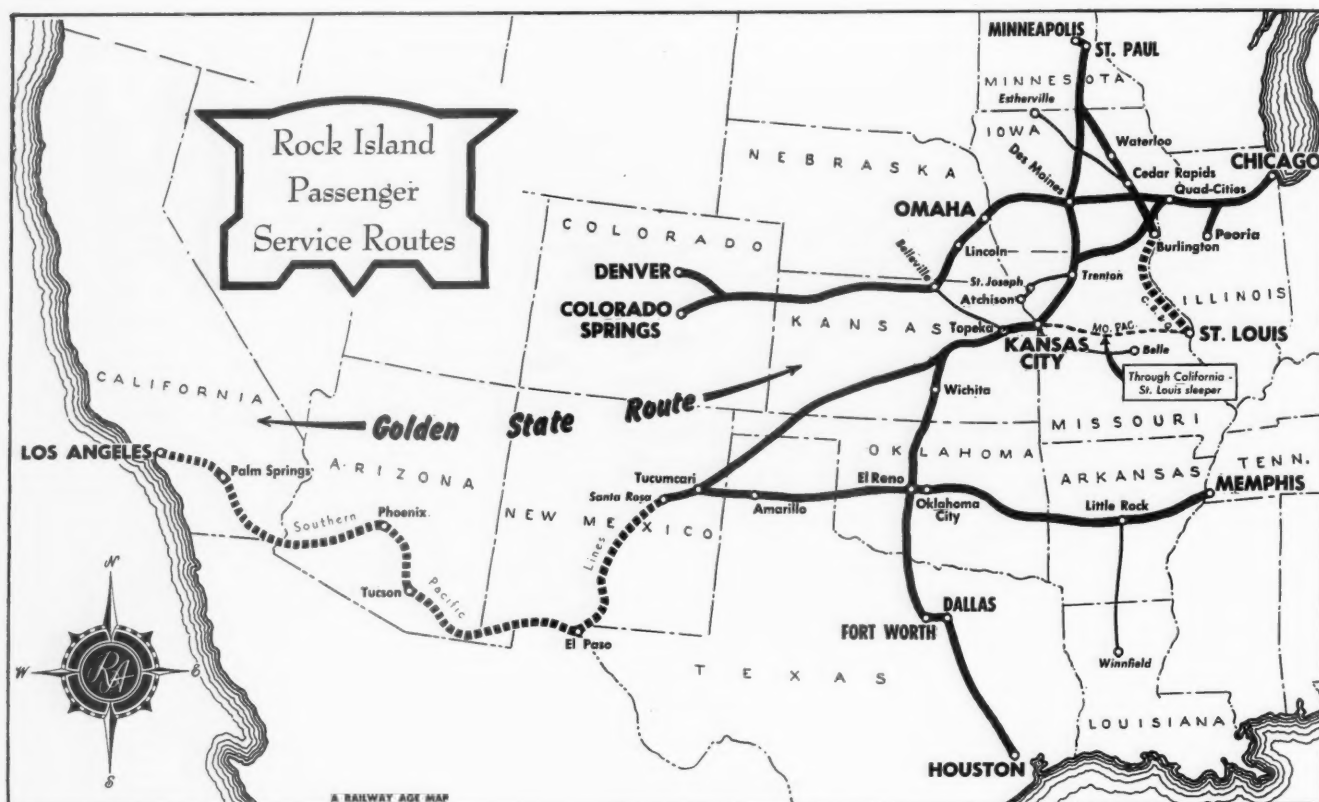 MINNEAPOLIS
ST. PAUL
MINNESOTA
Estherville
IOWA
Waterloo
Rock Island
Passenger
Service Routes
NEBRASKA
Des Moines
Cedar Rapids
Quad-Cities
CHICAGO
OMAHA
COLORADO
Lincoln
Burlington
Peoria
Belleville
DENVER
St. Joseph
Trenton
Atchison
ILLINOIS
COLORADO
SPRINGS
KANSAS
Topeka
MO. PAC.
ST. LOUIS
KANSAS
CITY
Belle
Through California -
St. Louis sleeper
CALIFORNIA
Wichita
Golden State Route
MISSOURI
LOS ANGELES
Palm Springs
ARIZONA
OKLAHOMA
ARKANSAS
TENN.
Tucumcari
El Reno
MEMPHIS
Santa Rosa
Amarillo
Oklahoma
City
Little Rock
Southern
Phoenix
NEW MEXICO
Lines
Tucson
Pacific
DALLAS
FORT WORTH
El Paso
Winnfield
TEXAS
N
W
RA
E
S
LOUISIANA
HOUSTON
A RAILWAY AGE MAP